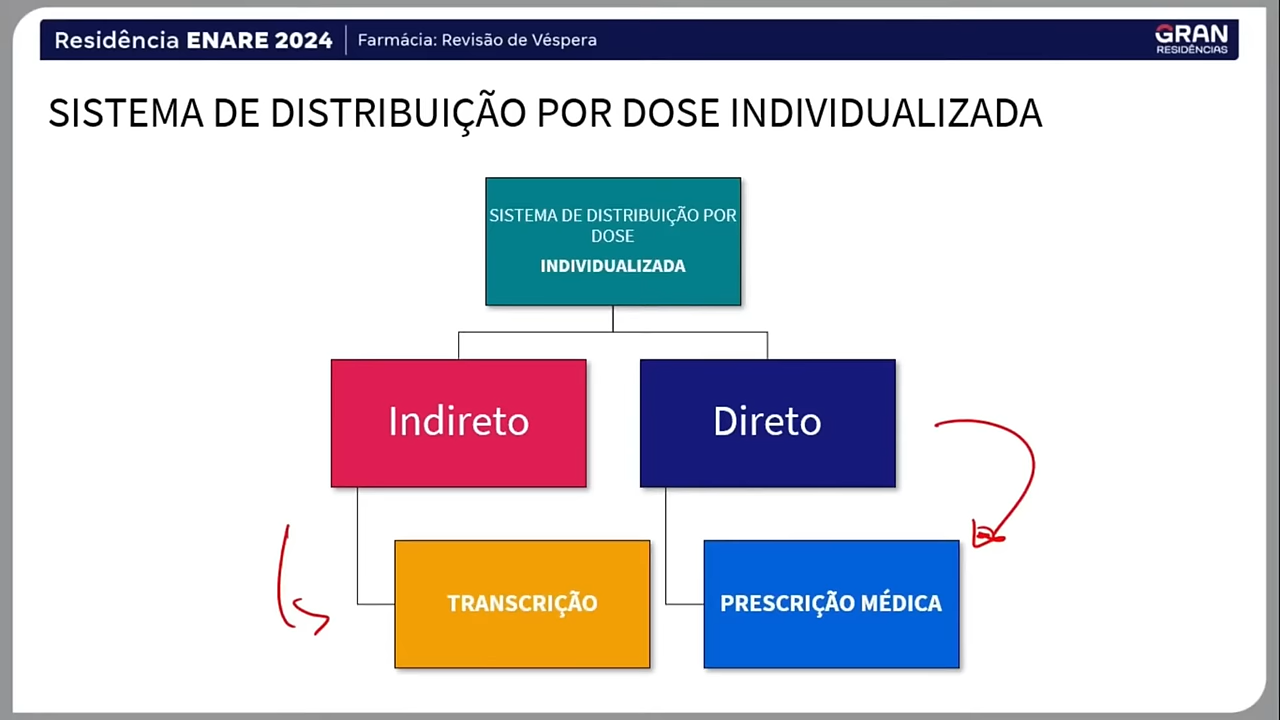 Residência ENARE 2024
Farmácia: Revisão de Véspera
GRAN
RESIDÊNCIAS
SISTEMA DE DISTRIBUIÇÃO POR DOSE INDIVIDUALIZADA
SISTEMA DE DISTRIBUIÇÃO POR
DOSE
INDIVIDUALIZADA
Indireto
Direto
TRANSCRIÇÃO
PRESCRIÇÃO MÉDICA